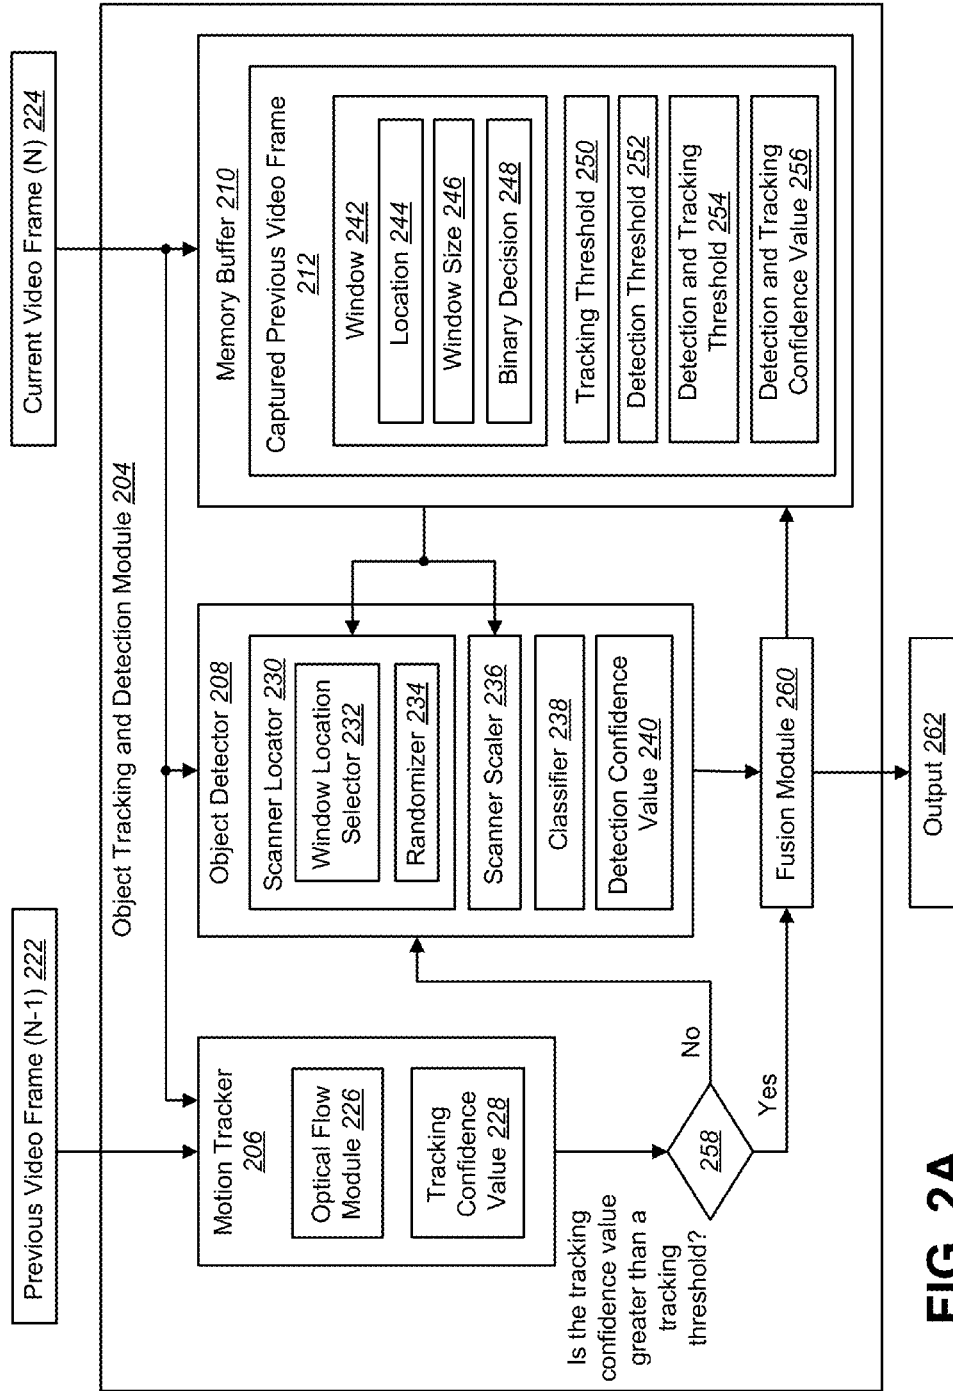 Previous Video Frame (N-1) 222
Current Video Frame (N) 224
Object Tracking and Detection Module 204
Motion Tracker
206
Optical Flow
Module 226
Tracking
Confidence
Value 228
Is the tracking
confidence value
greater than a
tracking
threshold?
258
No
Yes
Object Detector 208
Scanner Locator 230
Window Location
Selector 232
Randomizer 234
Scanner Scaler 236
Classifier 238
Detection Confidence
Value 240
Memory Buffer 210
Captured Previous Video Frame
212
Window 242
Location
244
Window Size 246
Binary Decision 248
Tracking Threshold 250
Detection Threshold 252
Detection and Tracking
Threshold 254
Detection and Tracking
Confidence Value 256
Fusion Module 260
Output 262
FIG. 2A